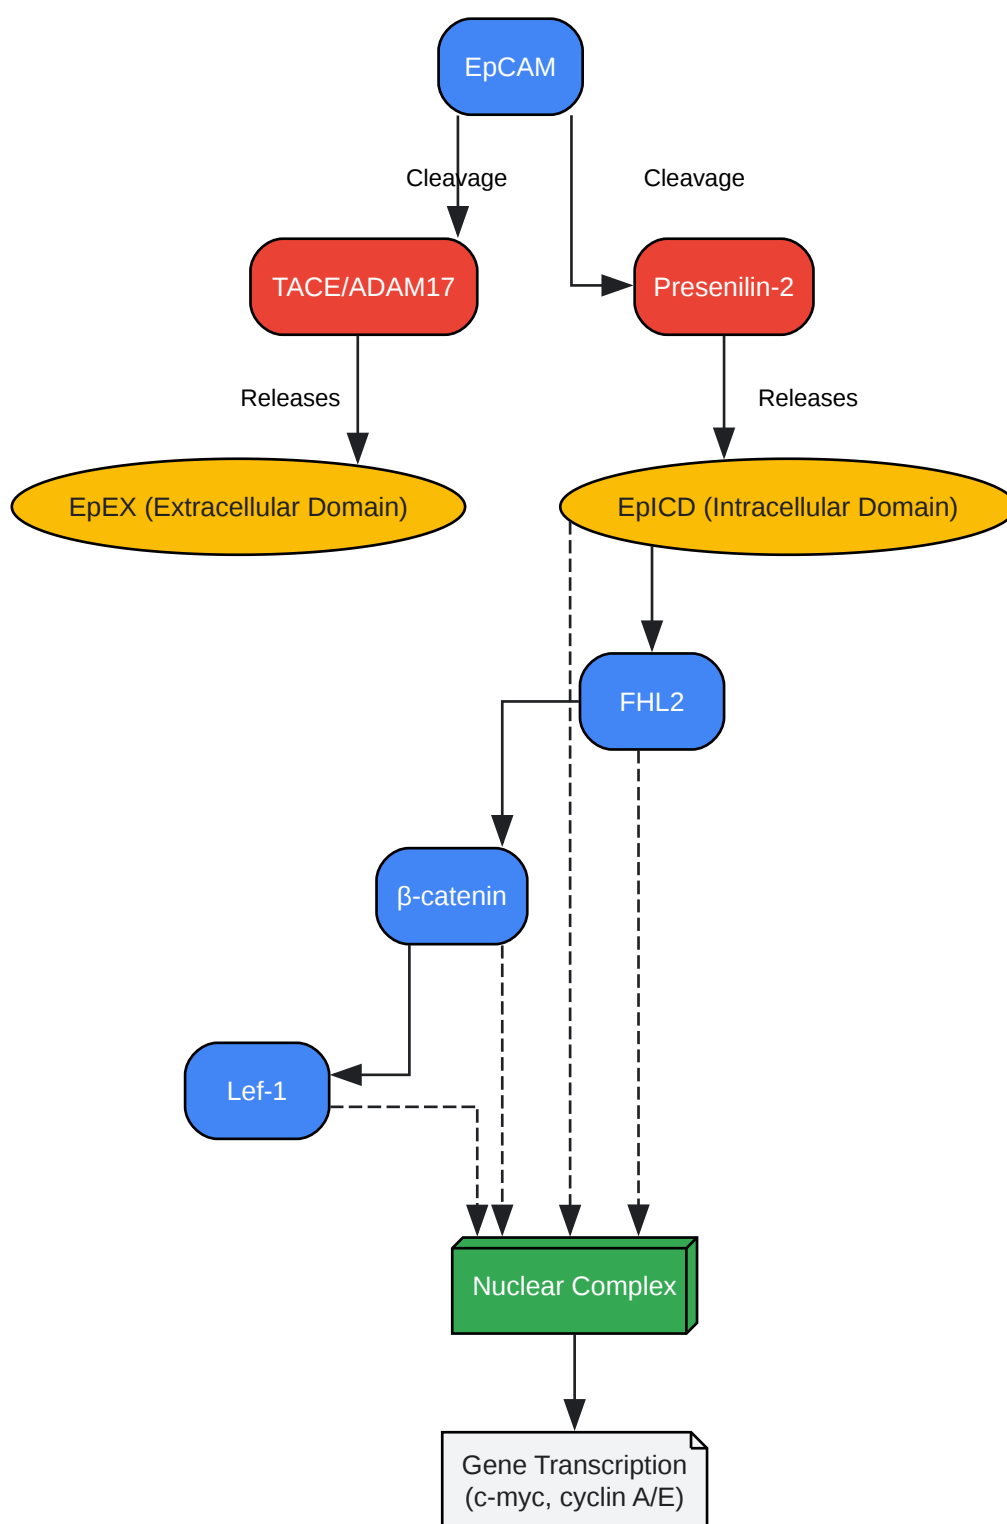 EpCAM
Cleavage
Cleavage
TACE/ADAM17
Presenilin-2
Releases
Releases
EpEX (Extracellular Domain)
EpICD (Intracellular Domain)
FHL2
β-catenin
Lef-1
Nuclear Complex
Gene Transcription
(c-myc, cyclin A/E)